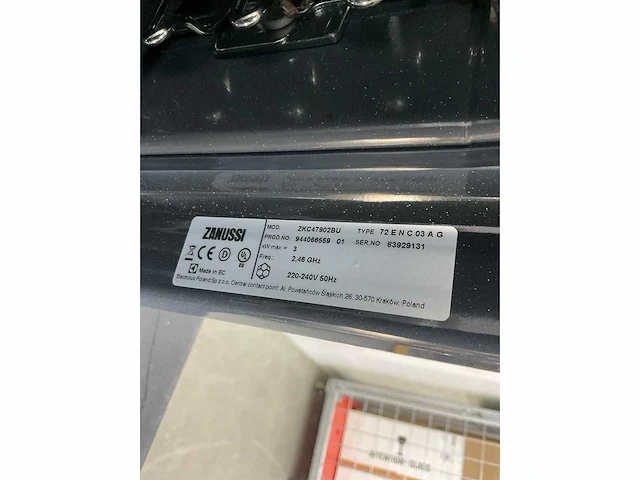 ZANUSSI
MOD. ZKC47902BU TYPE 72 E N C 03 A G
PROD.NO. 944066559 01 SER.NO 83929131
kW max = 3
Freq.: 2,45 GHz
220-240V 50Hz
Made in EC
Electrolux Poland Sp.z o.o. Central contact point: Al. Powstańców Śląskich 26, 30-570 Kraków, Poland
ATTENTION-GLASS